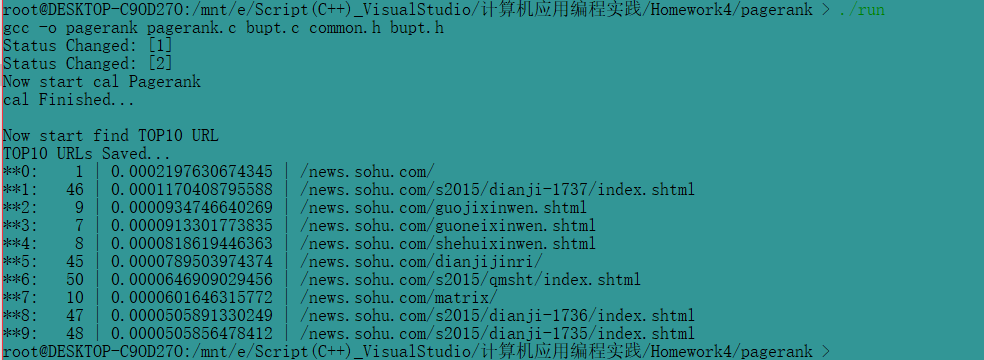 root@DESKTOP-C90D270:/mnt/e/Script(C++)_VisualStudio/计算机应用编程实践/Homework4/pagerank > ./run
gcc -o pagerank pagerank.c bupt.c common.h bupt.h
Status Changed: [1]
Status Changed: [2]
Now start cal Pagerank
cal Finished...
Now start find TOP10 URL
TOP10 URLs Saved...
**0: 1 | 0.0002197630674345 | /news.sohu.com/
**1: 46 | 0.0001170408795588 | /news.sohu.com/s2015/dianji-1737/index.shtml
**2: 9 | 0.0000934746640269 | /news.sohu.com/guojixinwen.shtml
**3: 7 | 0.0000913301773835 | /news.sohu.com/guoneixinwen.shtml
**4: 8 | 0.0000818619446363 | /news.sohu.com/shehuixinwen.shtml
**5: 45 | 0.0000789503974374 | /news.sohu.com/dianjijinri/
**6: 50 | 0.0000646909029456 | /news.sohu.com/s2015/qmsht/index.shtml
**7: 10 | 0.0000601646315772 | /news.sohu.com/matrix/
**8: 47 | 0.0000505891330249 | /news.sohu.com/s2015/dianji-1736/index.shtml
**9: 48 | 0.0000505856478412 | /news.sohu.com/s2015/dianji-1735/index.shtml
root@DESKTOP-C90D270:/mnt/e/Script(C++)_VisualStudio/计算机应用编程实践/Homework4/pagerank >